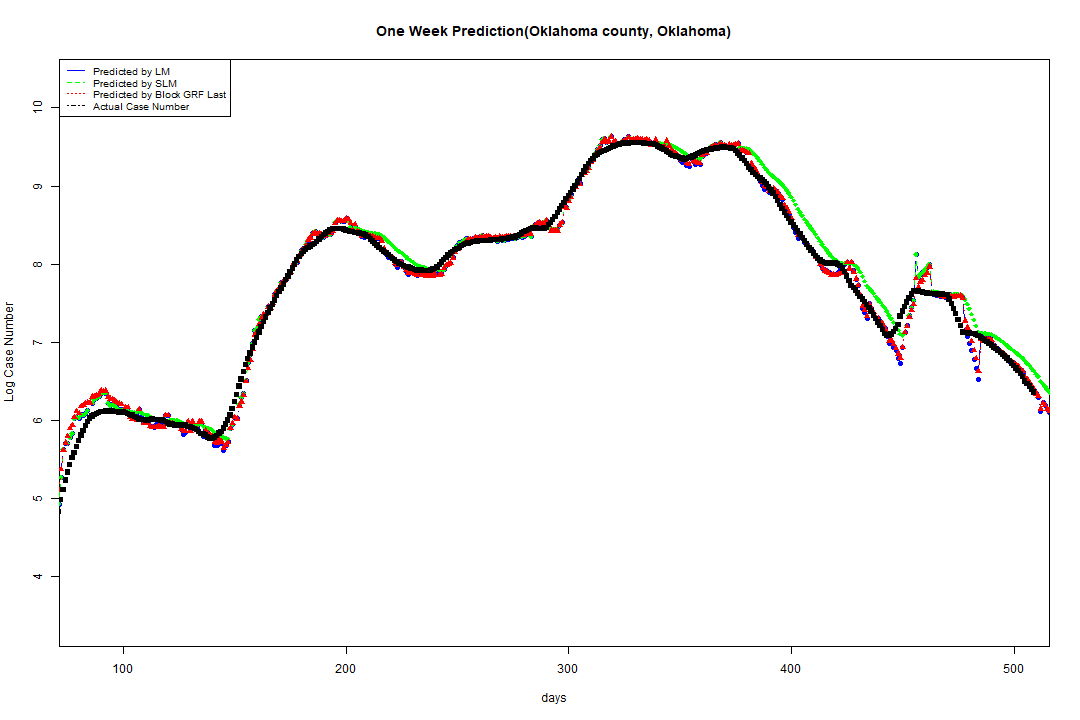 One Week Prediction(Oklahoma county, Oklahoma)
Predicted by LM
Predicted by SLM
Predicted by Block GRF Last
Actual Case Number
10
9
8
7
6
5
4
Log Case Number
100 200 300 400 500
days